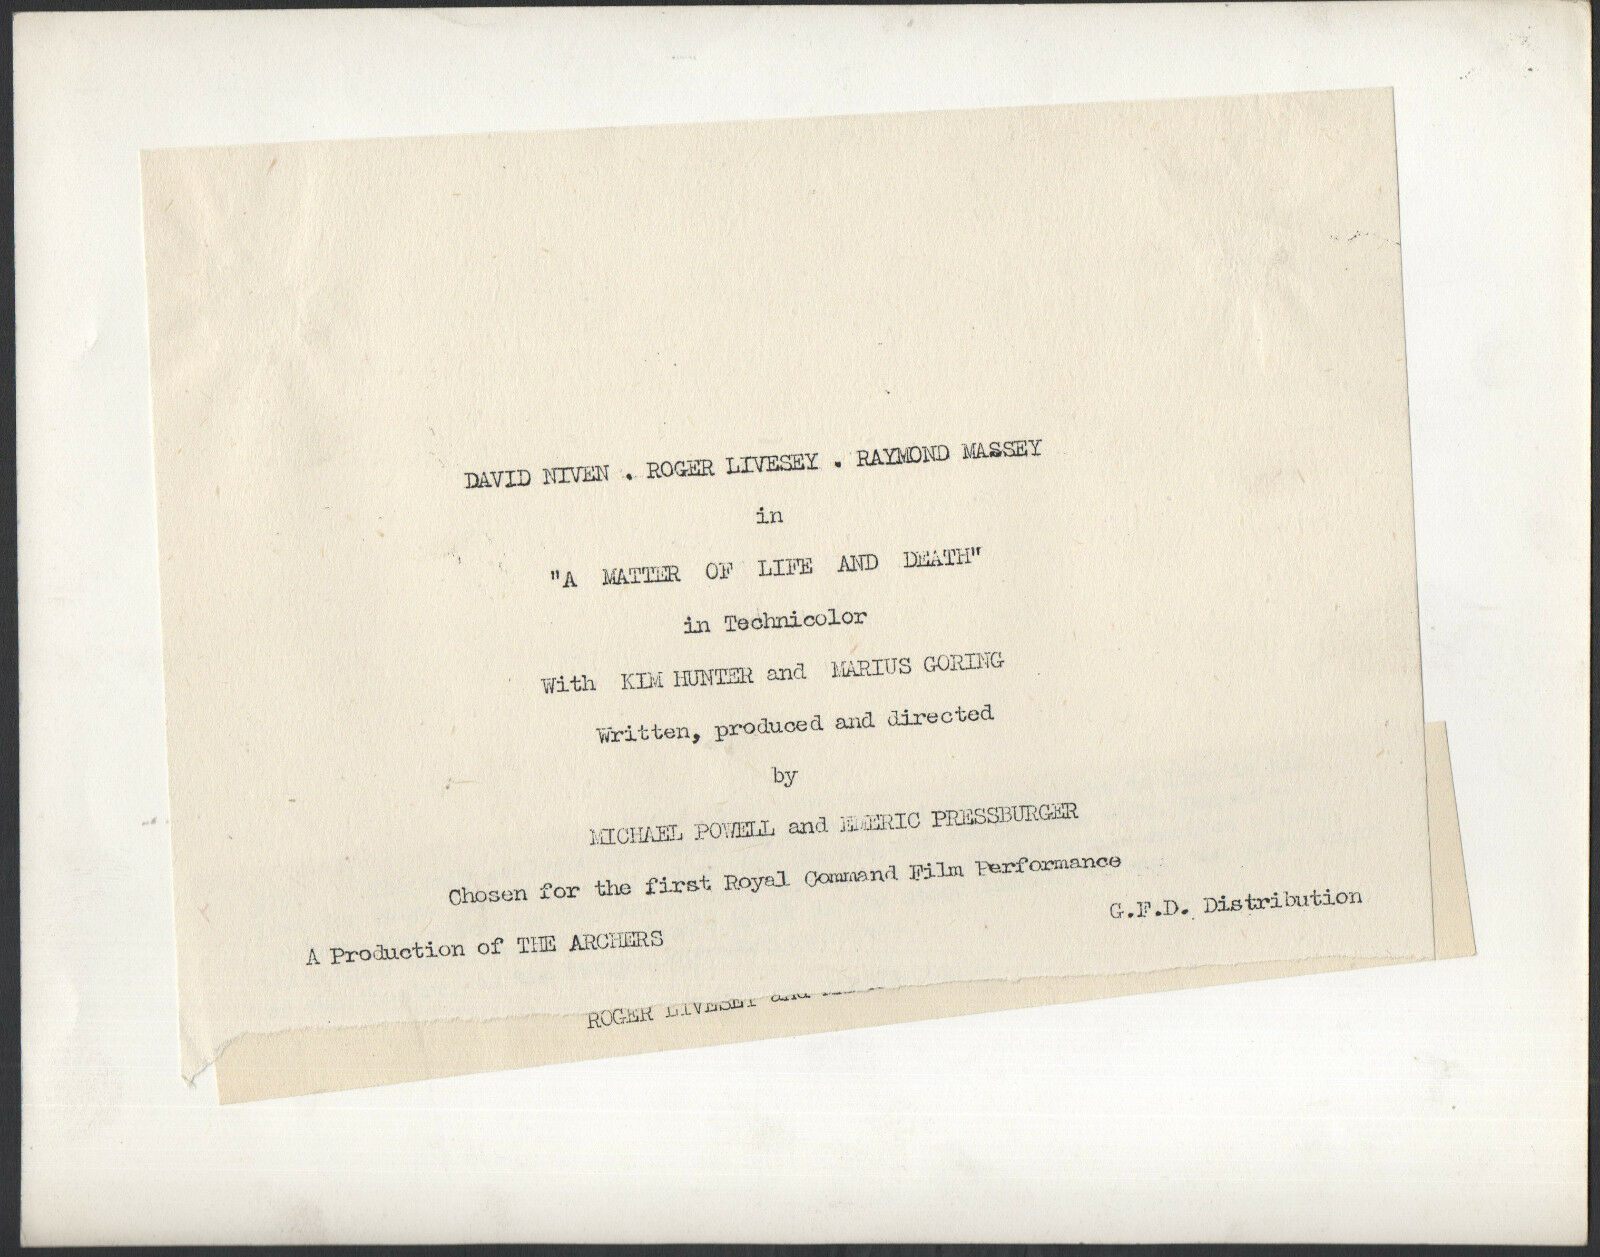 DAVID NIVEN . ROGER LIVESEY . RAYMOND MASSEY
in
"A MATTER OF LIFE AND DEATH"
in Technicolor
With KIM HUNTER and MARIUS GORING
Written, produced and directed
by
MICHAEL POWELL and EMERIC PRESSBURGER
Chosen for the first Royal Command Film Performance
G.F.D. Distribution
A Production of THE ARCHERS
ROGER LIVESEY and